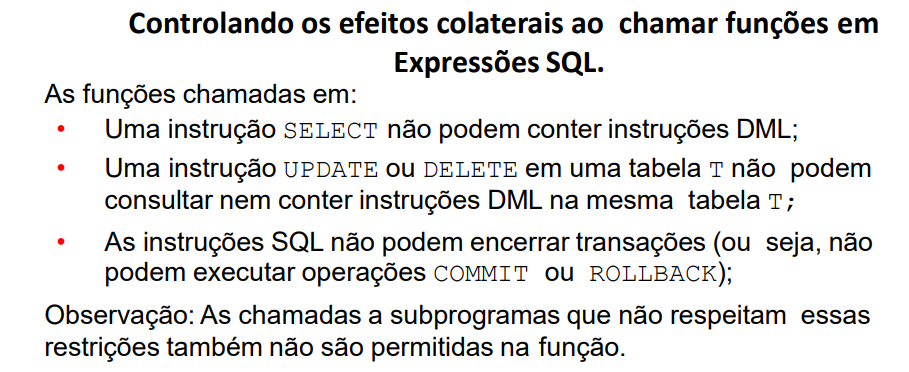 Controlando os efeitos colaterais ao chamar funções em
Expressões SQL.
As funções chamadas em:
• Uma instrução SELECT não podem conter instruções DML;
• Uma instrução UPDATE ou DELETE em uma tabela T não podem
consultar nem conter instruções DML na mesma tabela T;
• As instruções SQL não podem encerrar transações (ou seja, não
podem executar operações COMMIT ou ROLLBACK);
Observação: As chamadas a subprogramas que não respeitam essas
restrições também não são permitidas na função.